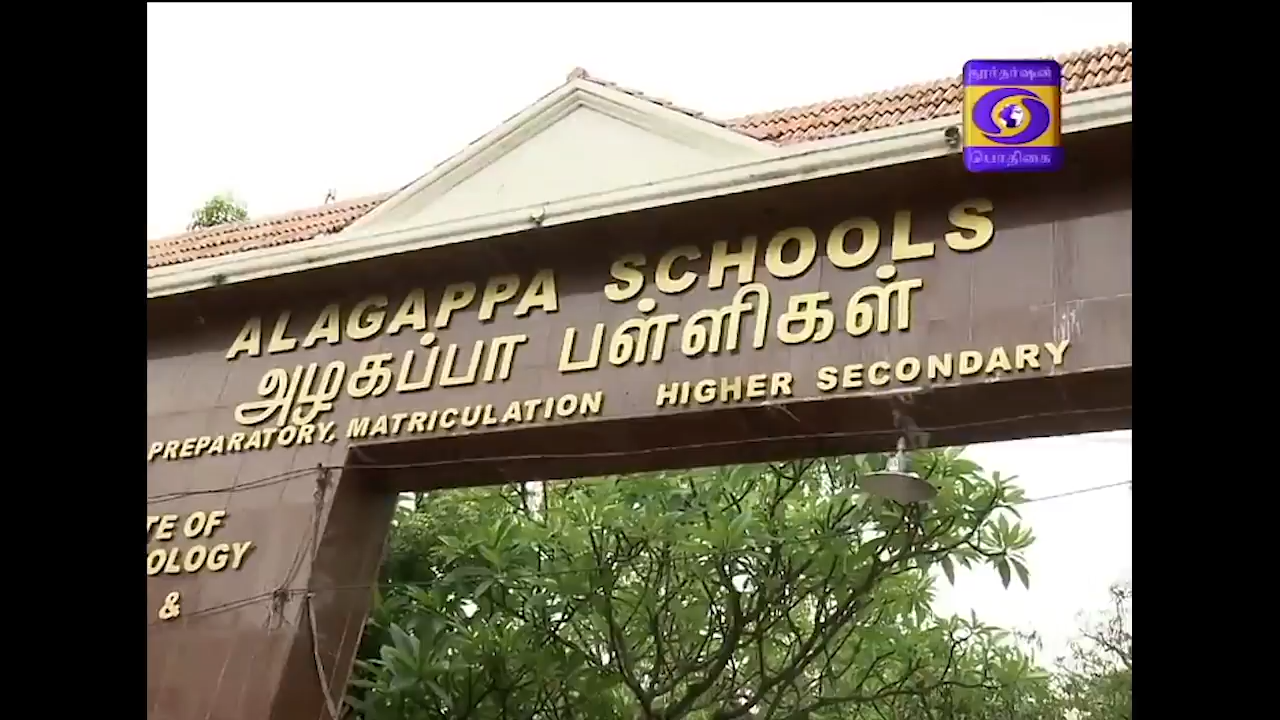 தூர்தர்ஷன்
பொதிகை
ALAGAPPA SCHOOLS
அழகப்பா பள்ளிகள்
PREPARATORY, MATRICULATION HIGHER SECONDARY
TE OF
OLOGY
&